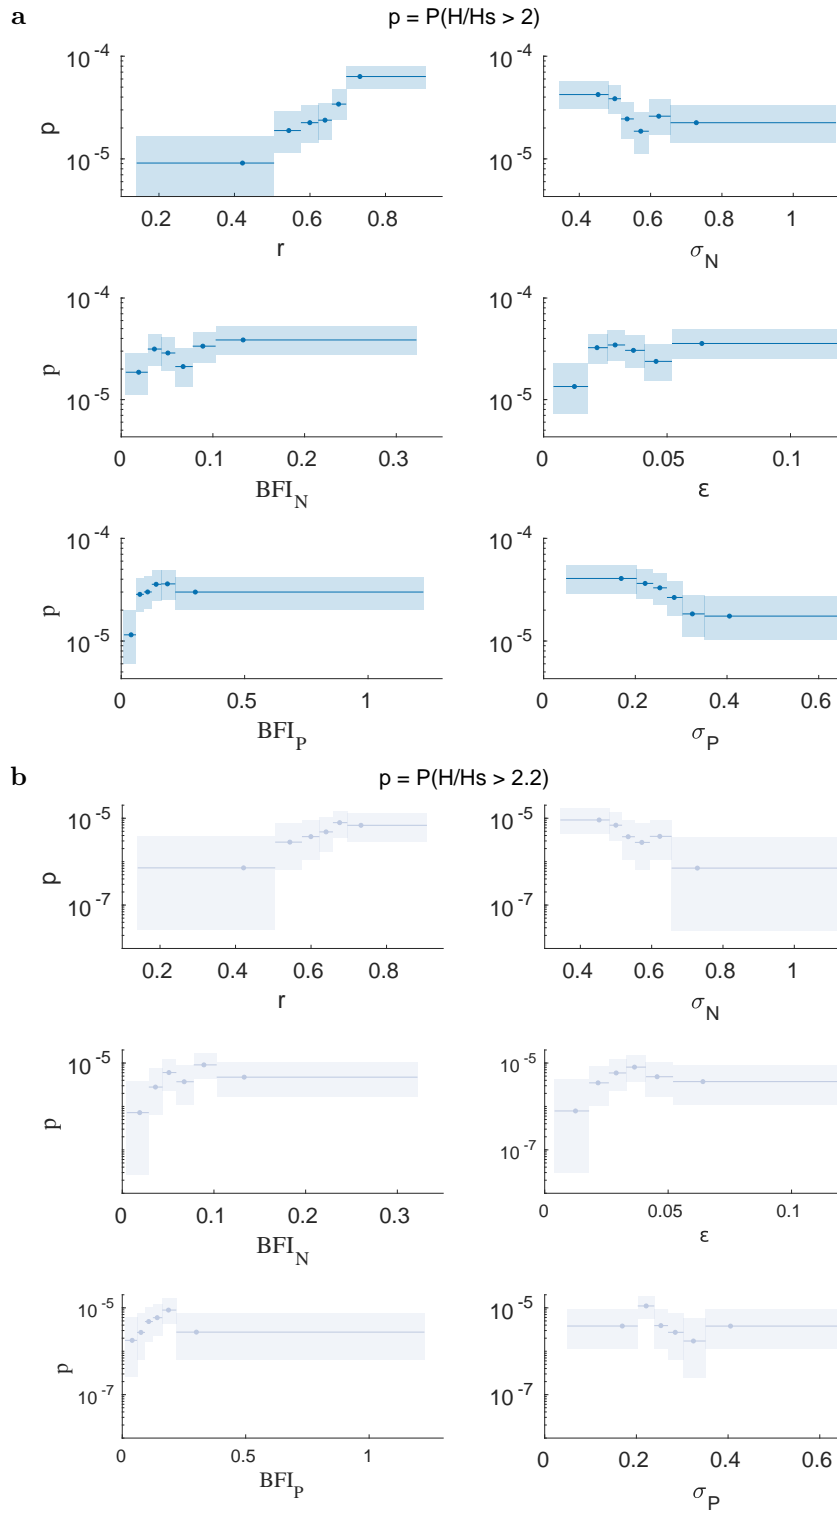 a
p = P(H/Hs > 2)
10^-4
10^-5
p
0.2 0.4 0.6 0.8
r
10^-4
10^-5
0.4 0.6 0.8 1
σ_N
10^-4
10^-5
p
0 0.1 0.2 0.3
BFI_N
10^-4
10^-5
0 0.05 0.1
ε
10^-4
10^-5
p
0 0.5 1
BFI_P
10^-4
10^-5
0 0.2 0.4 0.6
σ_P
b
p = P(H/Hs > 2.2)
10^-5
10^-7
p
0.2 0.4 0.6 0.8
r
10^-5
10^-7
0.4 0.6 0.8 1
σ_N
10^-5
10^-7
p
0 0.1 0.2 0.3
BFI_N
10^-5
10^-7
0 0.05 0.1
ε
10^-5
10^-7
p
0 0.5 1
BFI_P
10^-5
10^-7
0 0.2 0.4 0.6
σ_P